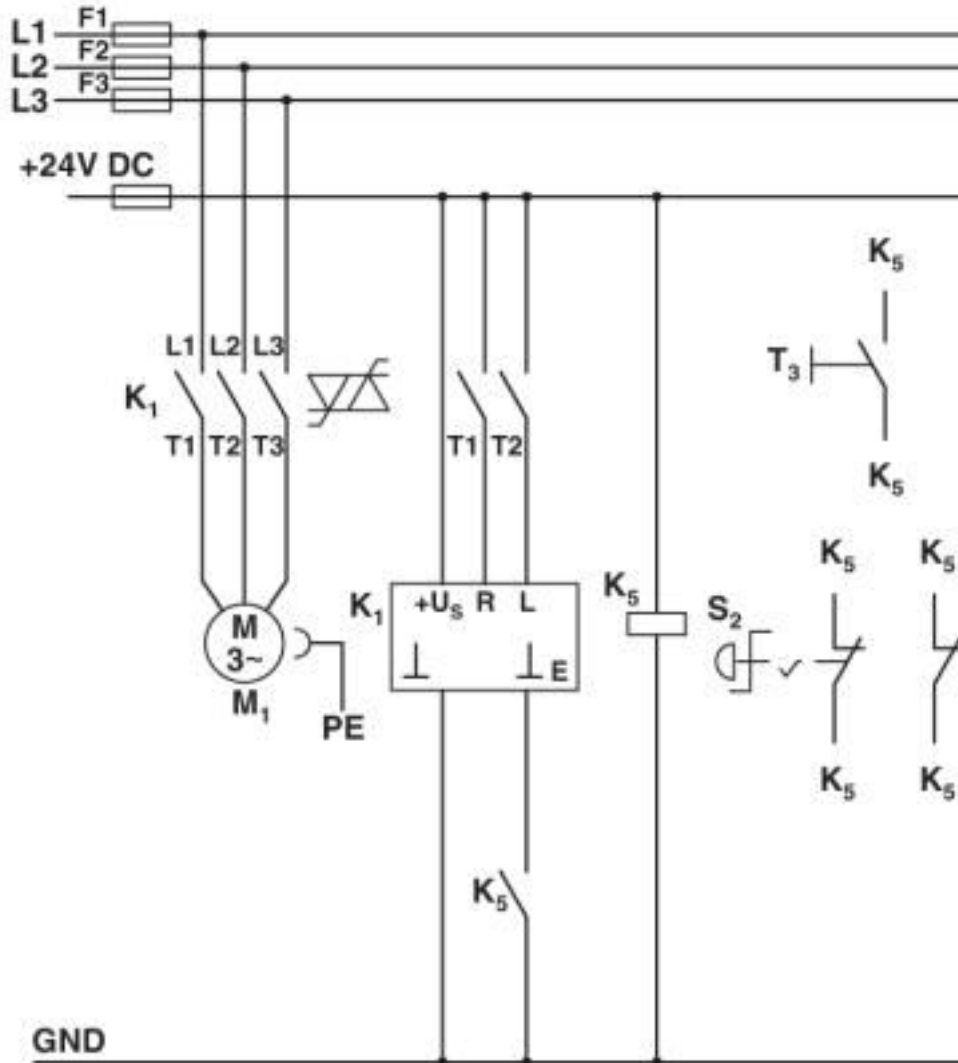 L1 F1
L2 F2
L3 F3
+24V DC
K5
L1 L2 L3
T3
K1
T1 T2 T3 T1 T2
K5
K5 K5
K1 +US R L K5 S2
M
3~
E
M1
PE
K5 K5
K5
GND